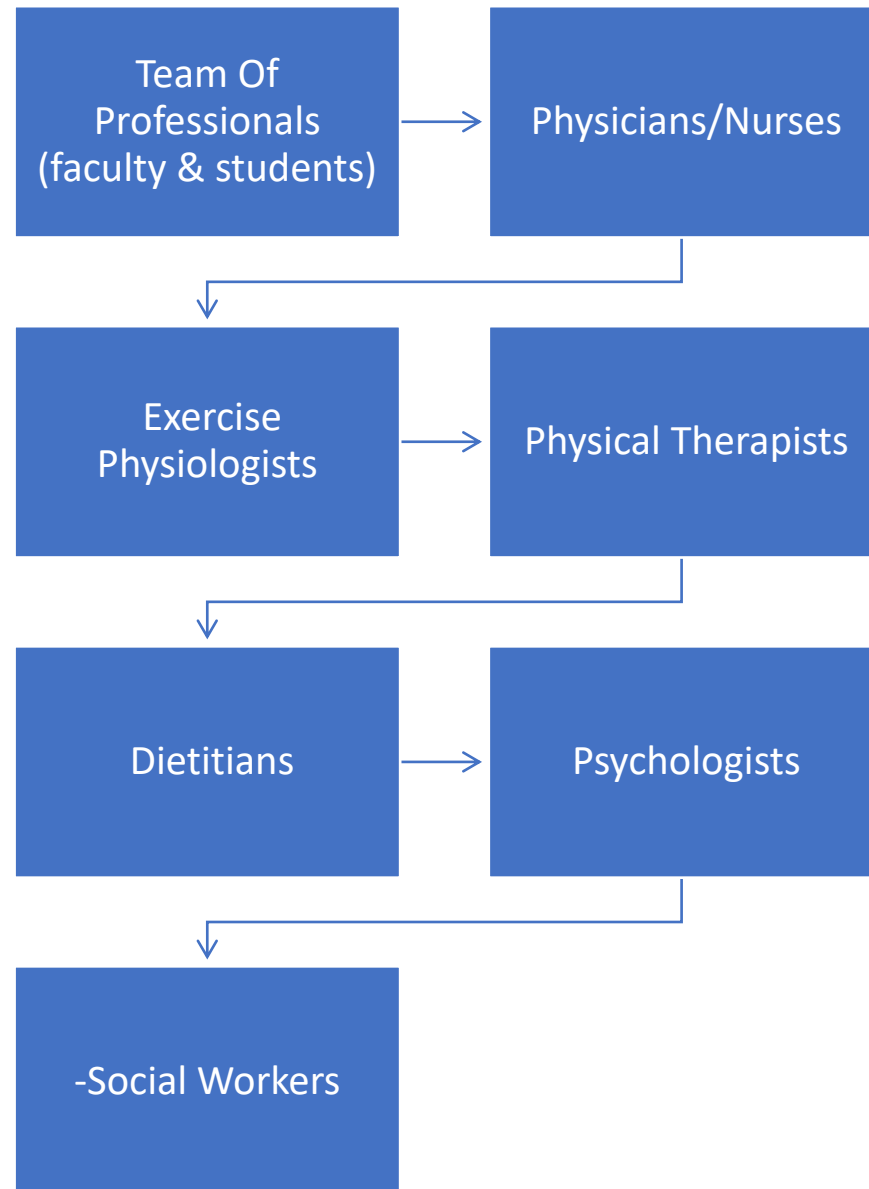 Team Of
Professionals
(faculty & students)
Physicians/Nurses
Exercise
Physiologists
Physical Therapists
Dietitians
Psychologists
-Social Workers